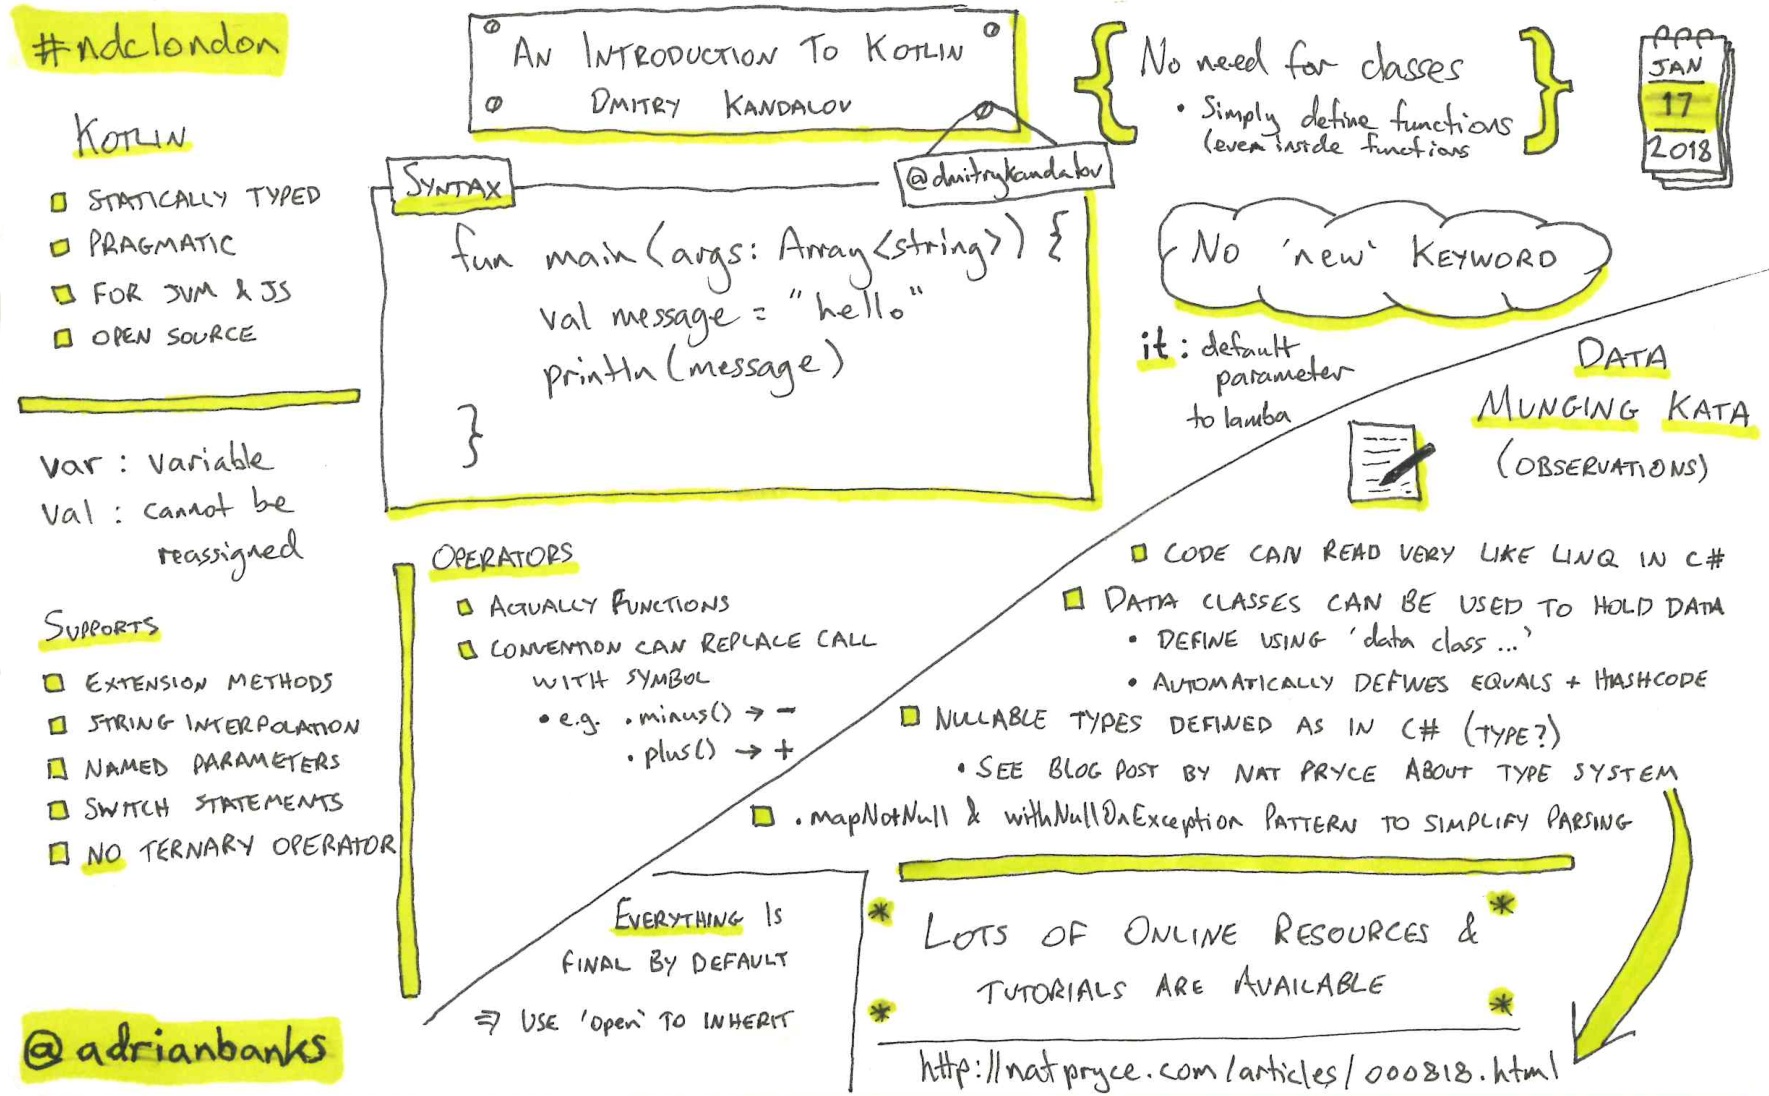 #ndclondon
AN INTRODUCTION TO KOTLIN
DMITRY KANDALOV
@dmitrykandalov
{ No need for classes }
• Simply define functions
(even inside functions
JAN
17
2018
KOTLIN
STATICALLY TYPED
PRAGMATIC
FOR JVM & JS
OPEN SOURCE
var : variable
val : cannot be
reassigned
SUPPORTS
EXTENSION METHODS
STRING INTERPOLATION
NAMED PARAMETERS
SWITCH STATEMENTS
NO TERNARY OPERATOR
@adrianbanks
SYNTAX
fun main(args: Array<string>) {
val message = "hello"
println(message)
}
NO 'new' KEYWORD
it : default
parameter
to lamba
OPERATORS
ACTUALLY FUNCTIONS
CONVENTION CAN REPLACE CALL
WITH SYMBOL
• e.g. .minus() → -
• plus() → +
DATA
MUNGING KATA
(OBSERVATIONS)
CODE CAN READ VERY LIKE LINQ IN C#
DATA CLASSES CAN BE USED TO HOLD DATA
• DEFINE USING 'data class ...'
• AUTOMATICALLY DEFINES EQUALS + HASHCODE
NULLABLE TYPES DEFINED AS IN C# (TYPE?)
• SEE BLOG POST BY NAT PRYCE ABOUT TYPE SYSTEM
.mapNotNull & withNullOnException PATTERN TO SIMPLIFY PARSING
EVERYTHING IS
FINAL BY DEFAULT
⇒ USE 'open' TO INHERIT
* LOTS OF ONLINE RESOURCES & *
* TUTORIALS ARE AVAILABLE *
http://natpryce.com/articles/000818.html